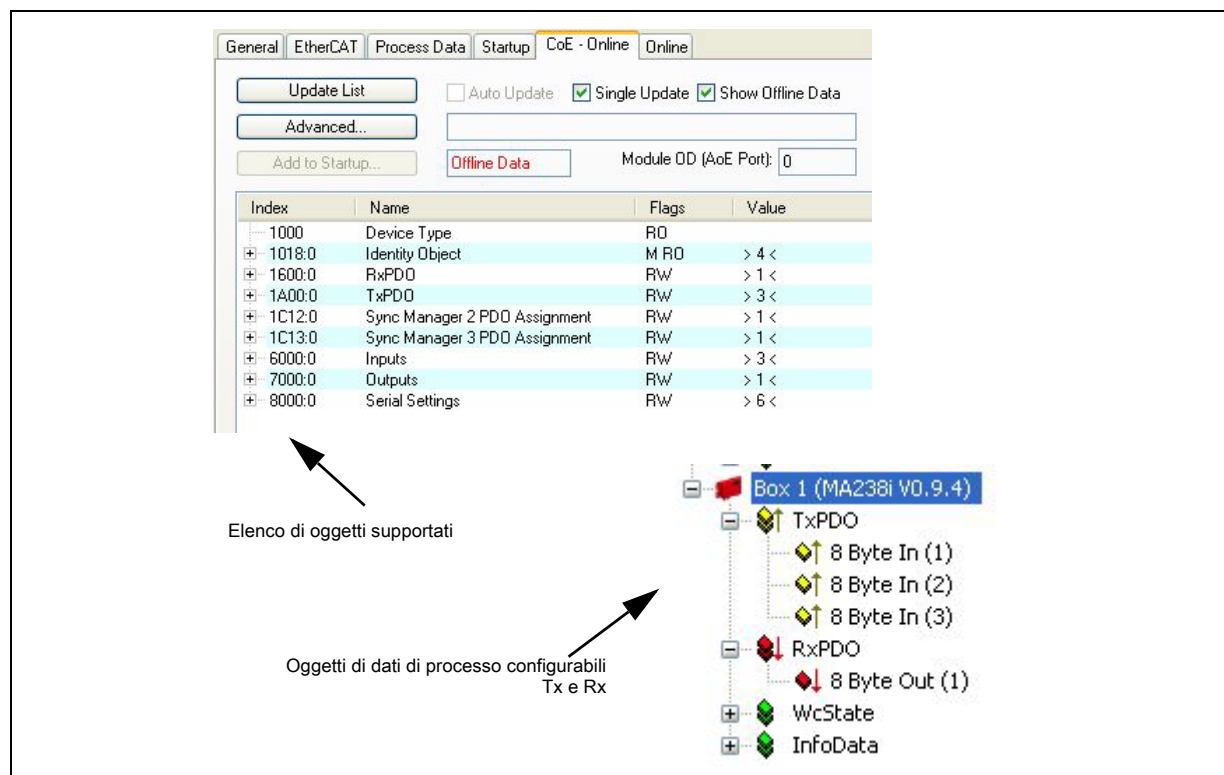 General EtherCAT Process Data Startup CoE - Online Online
Update List Auto Update Single Update Show Offline Data
Advanced...
Add to Startup... Offline Data Module OD (AoE Port): 0
Index Name Flags Value
1000 Device Type RO
1018:0 Identity Object M RO > 4 <
1600:0 RxPDO RW > 1 <
1A00:0 TxPDO RW > 3 <
1C12:0 Sync Manager 2 PDO Assignment RW > 1 <
1C13:0 Sync Manager 3 PDO Assignment RW > 1 <
6000:0 Inputs RW > 3 <
7000:0 Outputs RW > 1 <
8000:0 Serial Settings RW > 6 <
Elenco di oggetti supportati
Box 1 (MA238i V0.9.4)
TxPDO
8 Byte In (1)
8 Byte In (2)
8 Byte In (3)
RxPDO
8 Byte Out (1)
WcState
InfoData
Oggetti di dati di processo configurabili
Tx e Rx